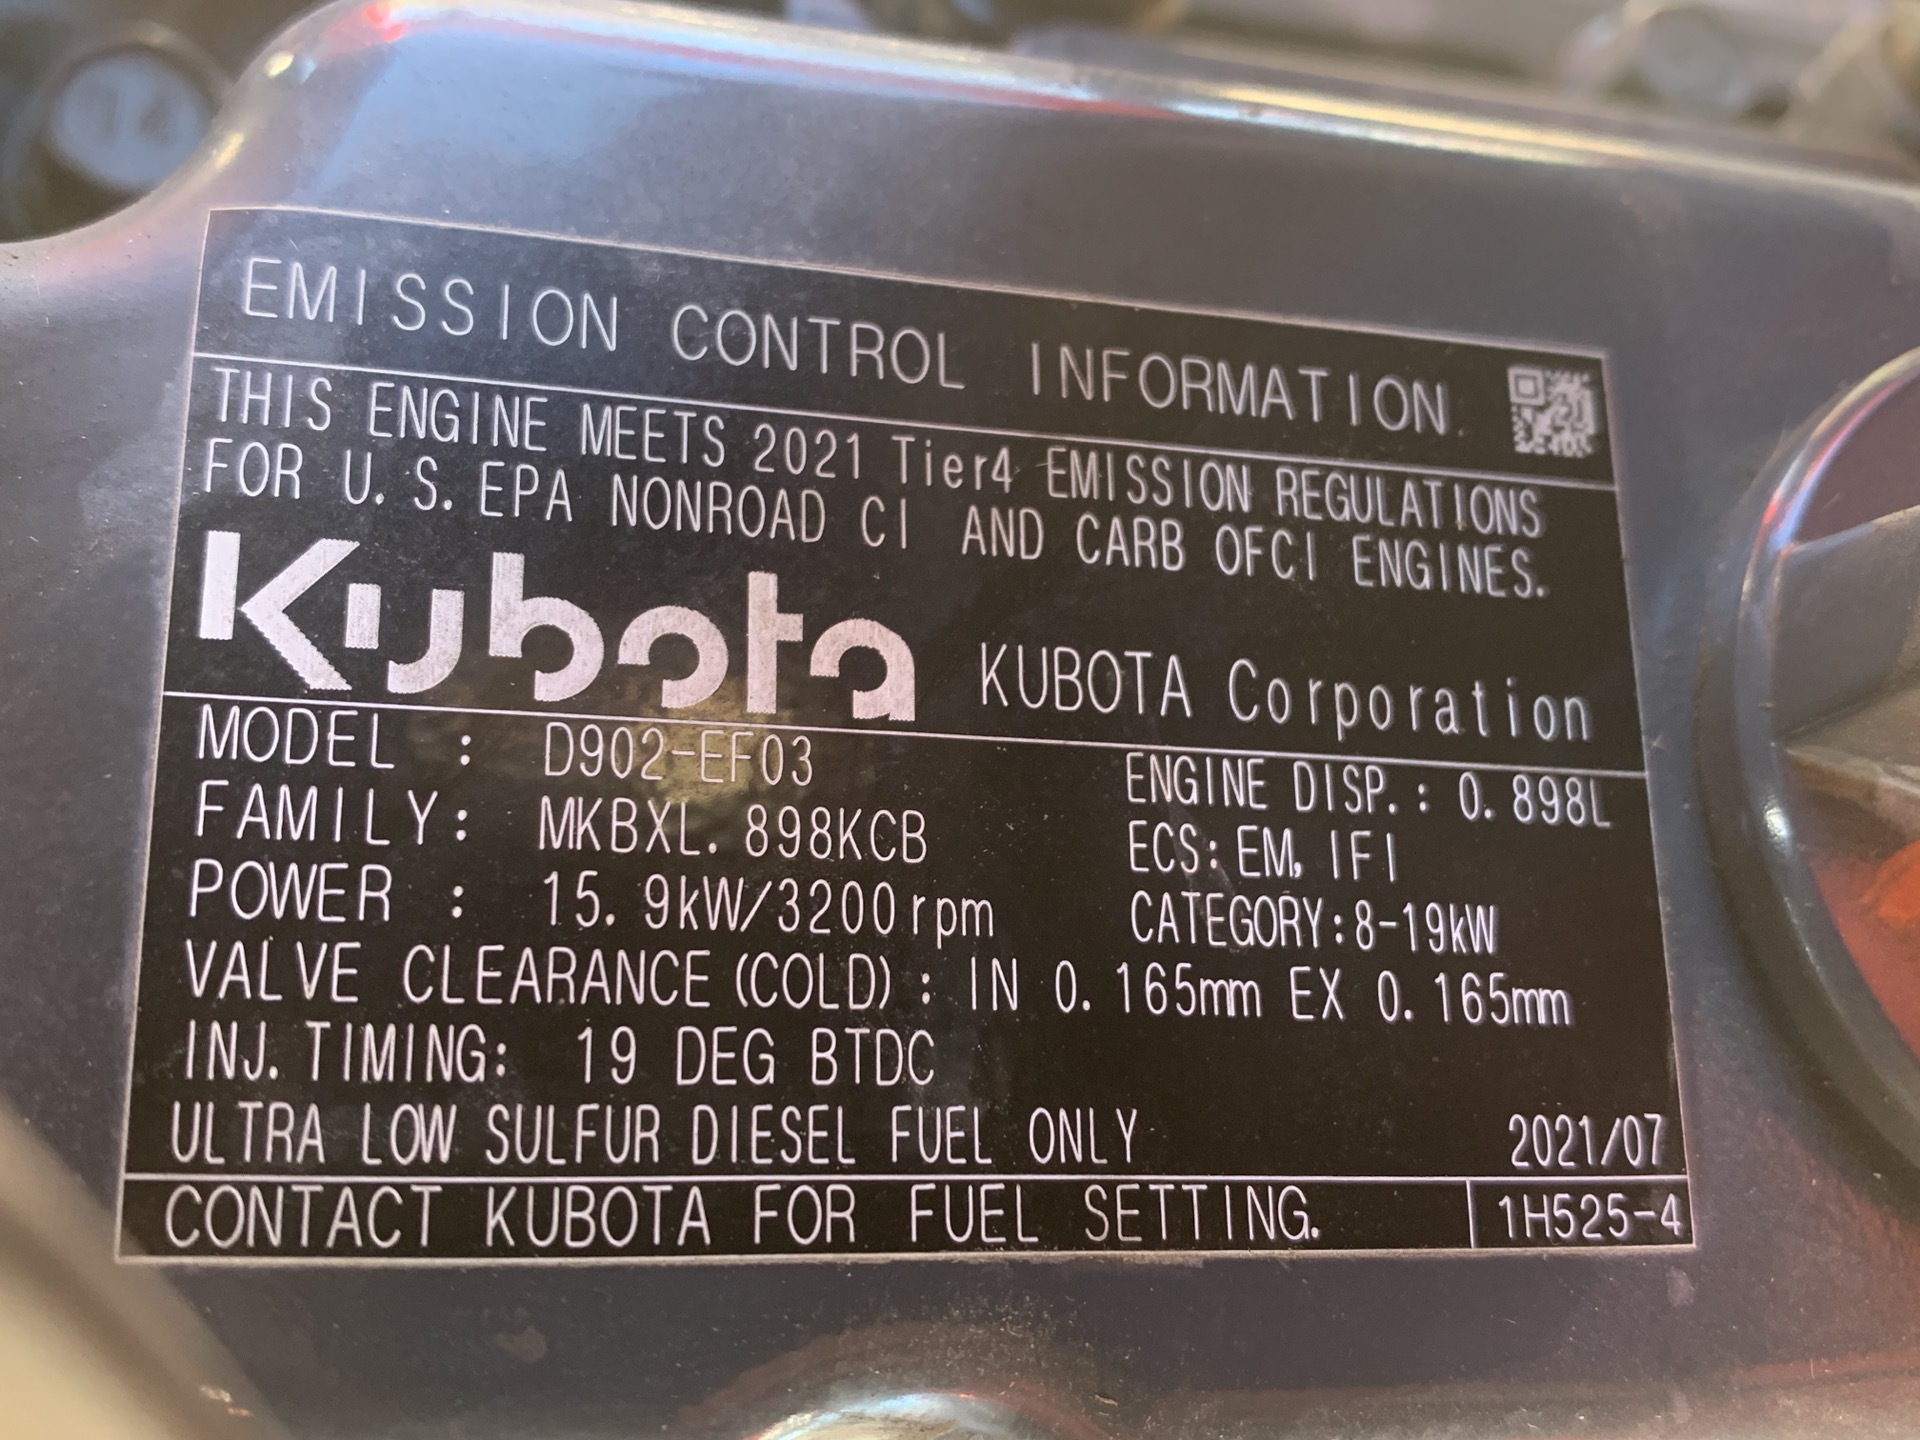 EMISSION CONTROL INFORMATION
THIS ENGINE MEETS 2021 Tier4 EMISSION REGULATIONS
FOR U.S. EPA NONROAD CI AND CARB OFCI ENGINES.
Kubota KUBOTA Corporation
MODEL : D902-EF03
ENGINE DISP.: 0.898L
FAMILY: MKBXL.898KCB
ECS: EM, IFI
POWER : 15.9kW/3200rpm
CATEGORY:8-19kW
VALVE CLEARANCE (COLD) : IN 0.165mm EX 0.165mm
INJ. TIMING: 19 DEG BTDC
ULTRA LOW SULFUR DIESEL FUEL ONLY 2021/07
CONTACT KUBOTA FOR FUEL SETTING. 1H525-4